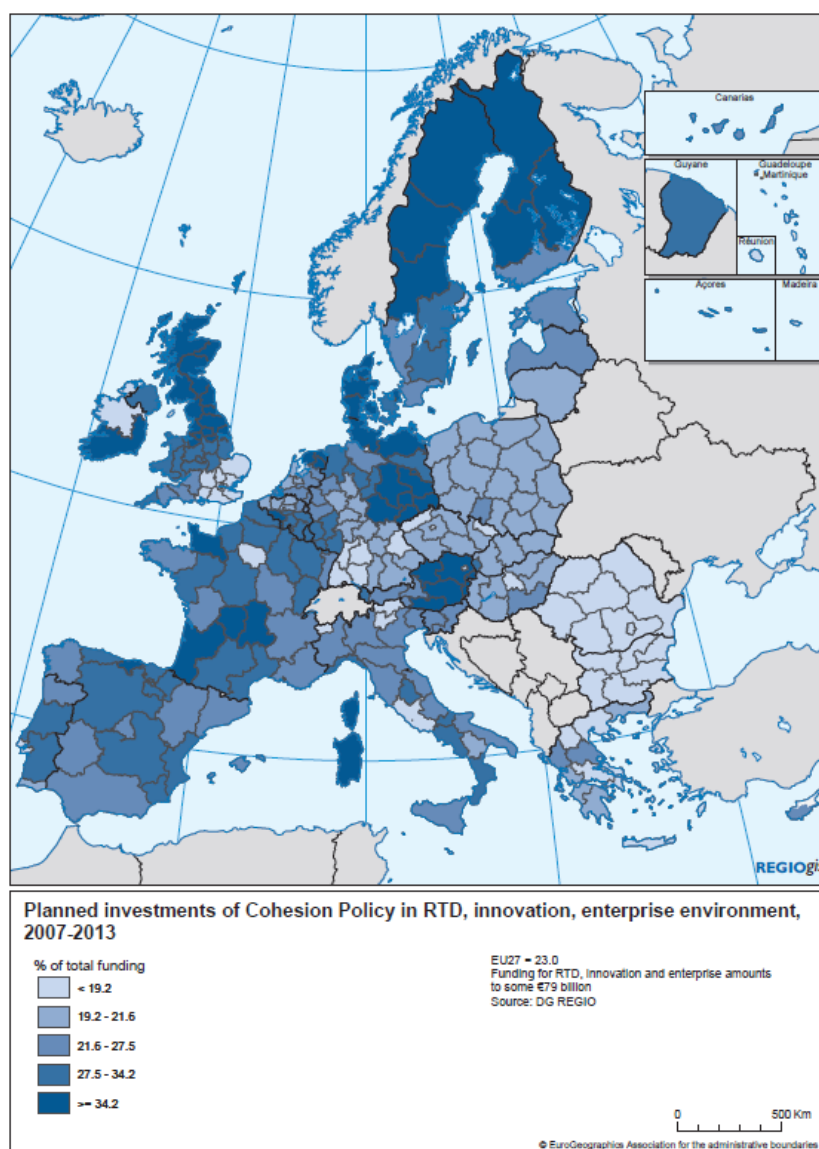 Canarias
Guyane
Guadeloupe
Martinique
Réunion
Açores
Madeira
REGIOgis
Planned investments of Cohesion Policy in RTD, innovation, enterprise environment,
2007-2013
% of total funding
< 19.2
19.2 - 21.6
21.6 - 27.5
27.5 - 34.2
>= 34.2
EU27 = 23.0
Funding for RTD, innovation and enterprise amounts
to some €79 billion
Source: DG REGIO
0 500 Km
© EuroGeographics Association for the administrative boundaries